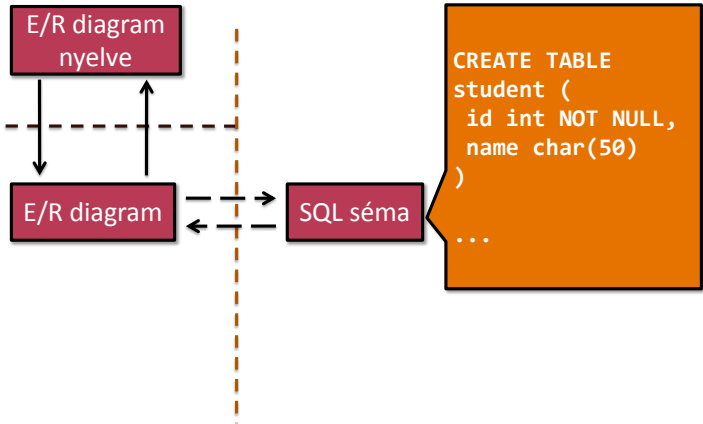 E/R diagram
nyelve
E/R diagram
SQL séma
CREATE TABLE
student (
id int NOT NULL,
name char(50)
)
...